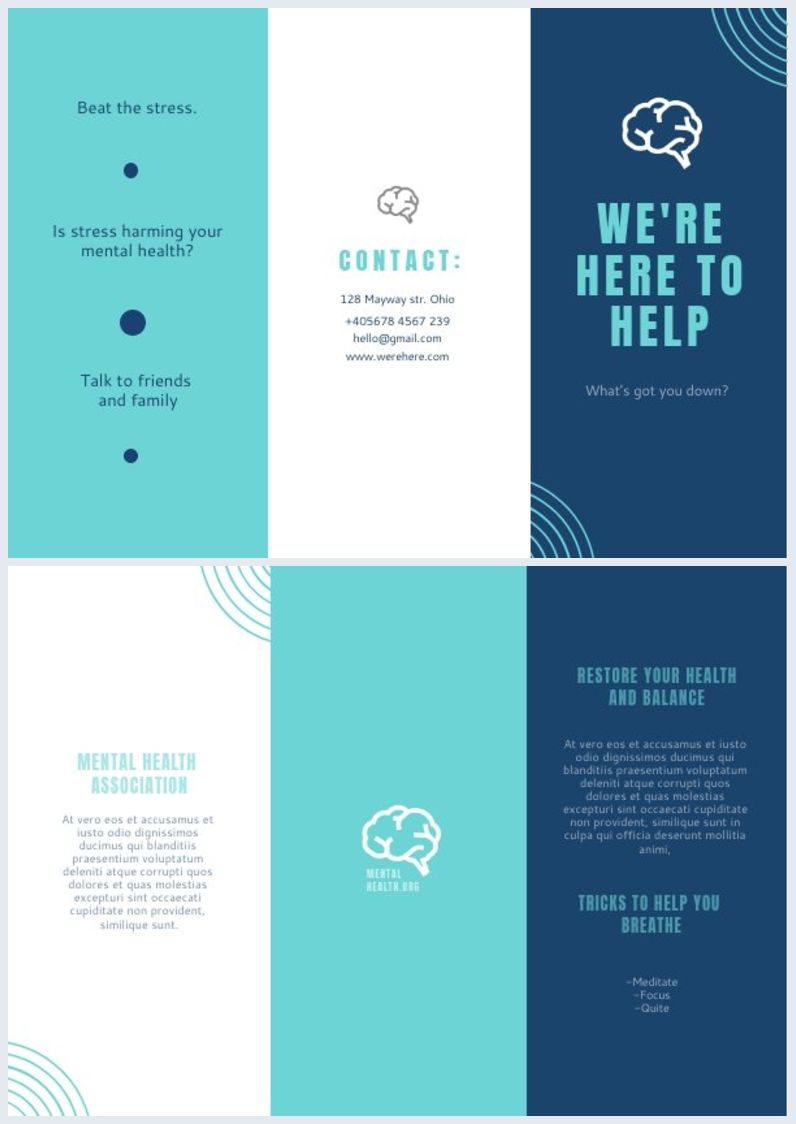 Beat the stress.
Is stress harming your
mental health?
Talk to friends
and family
CONTACT:
128 Mayway str. Ohio
+405678 4567 239
hello@gmail.com
www.werehere.com
WE'RE
HERE TO
HELP
What's got you down?
MENTAL HEALTH
ASSOCIATION
At vero eos et accusamus et
iusto odio dignissimos
ducimus qui blanditiis
praesentium voluptatum
deleniti atque corrupti quos
dolores et quas molestias
excepturi sint occaecati
cupiditate non provident,
similique sunt.
MENTAL
HEALTH.ORG
RESTORE YOUR HEALTH
AND BALANCE
At vero eos et accusamus et iusto
odio dignissimos ducimus qui
blanditiis praesentium voluptatum
deleniti atque corrupti quos
dolores et quas molestias
excepturi sint occaecati cupiditate
non provident, similique sunt in
culpa qui officia deserunt mollitia
animi,
TRICKS TO HELP YOU
BREATHE
-Meditate
-Focus
-Quite